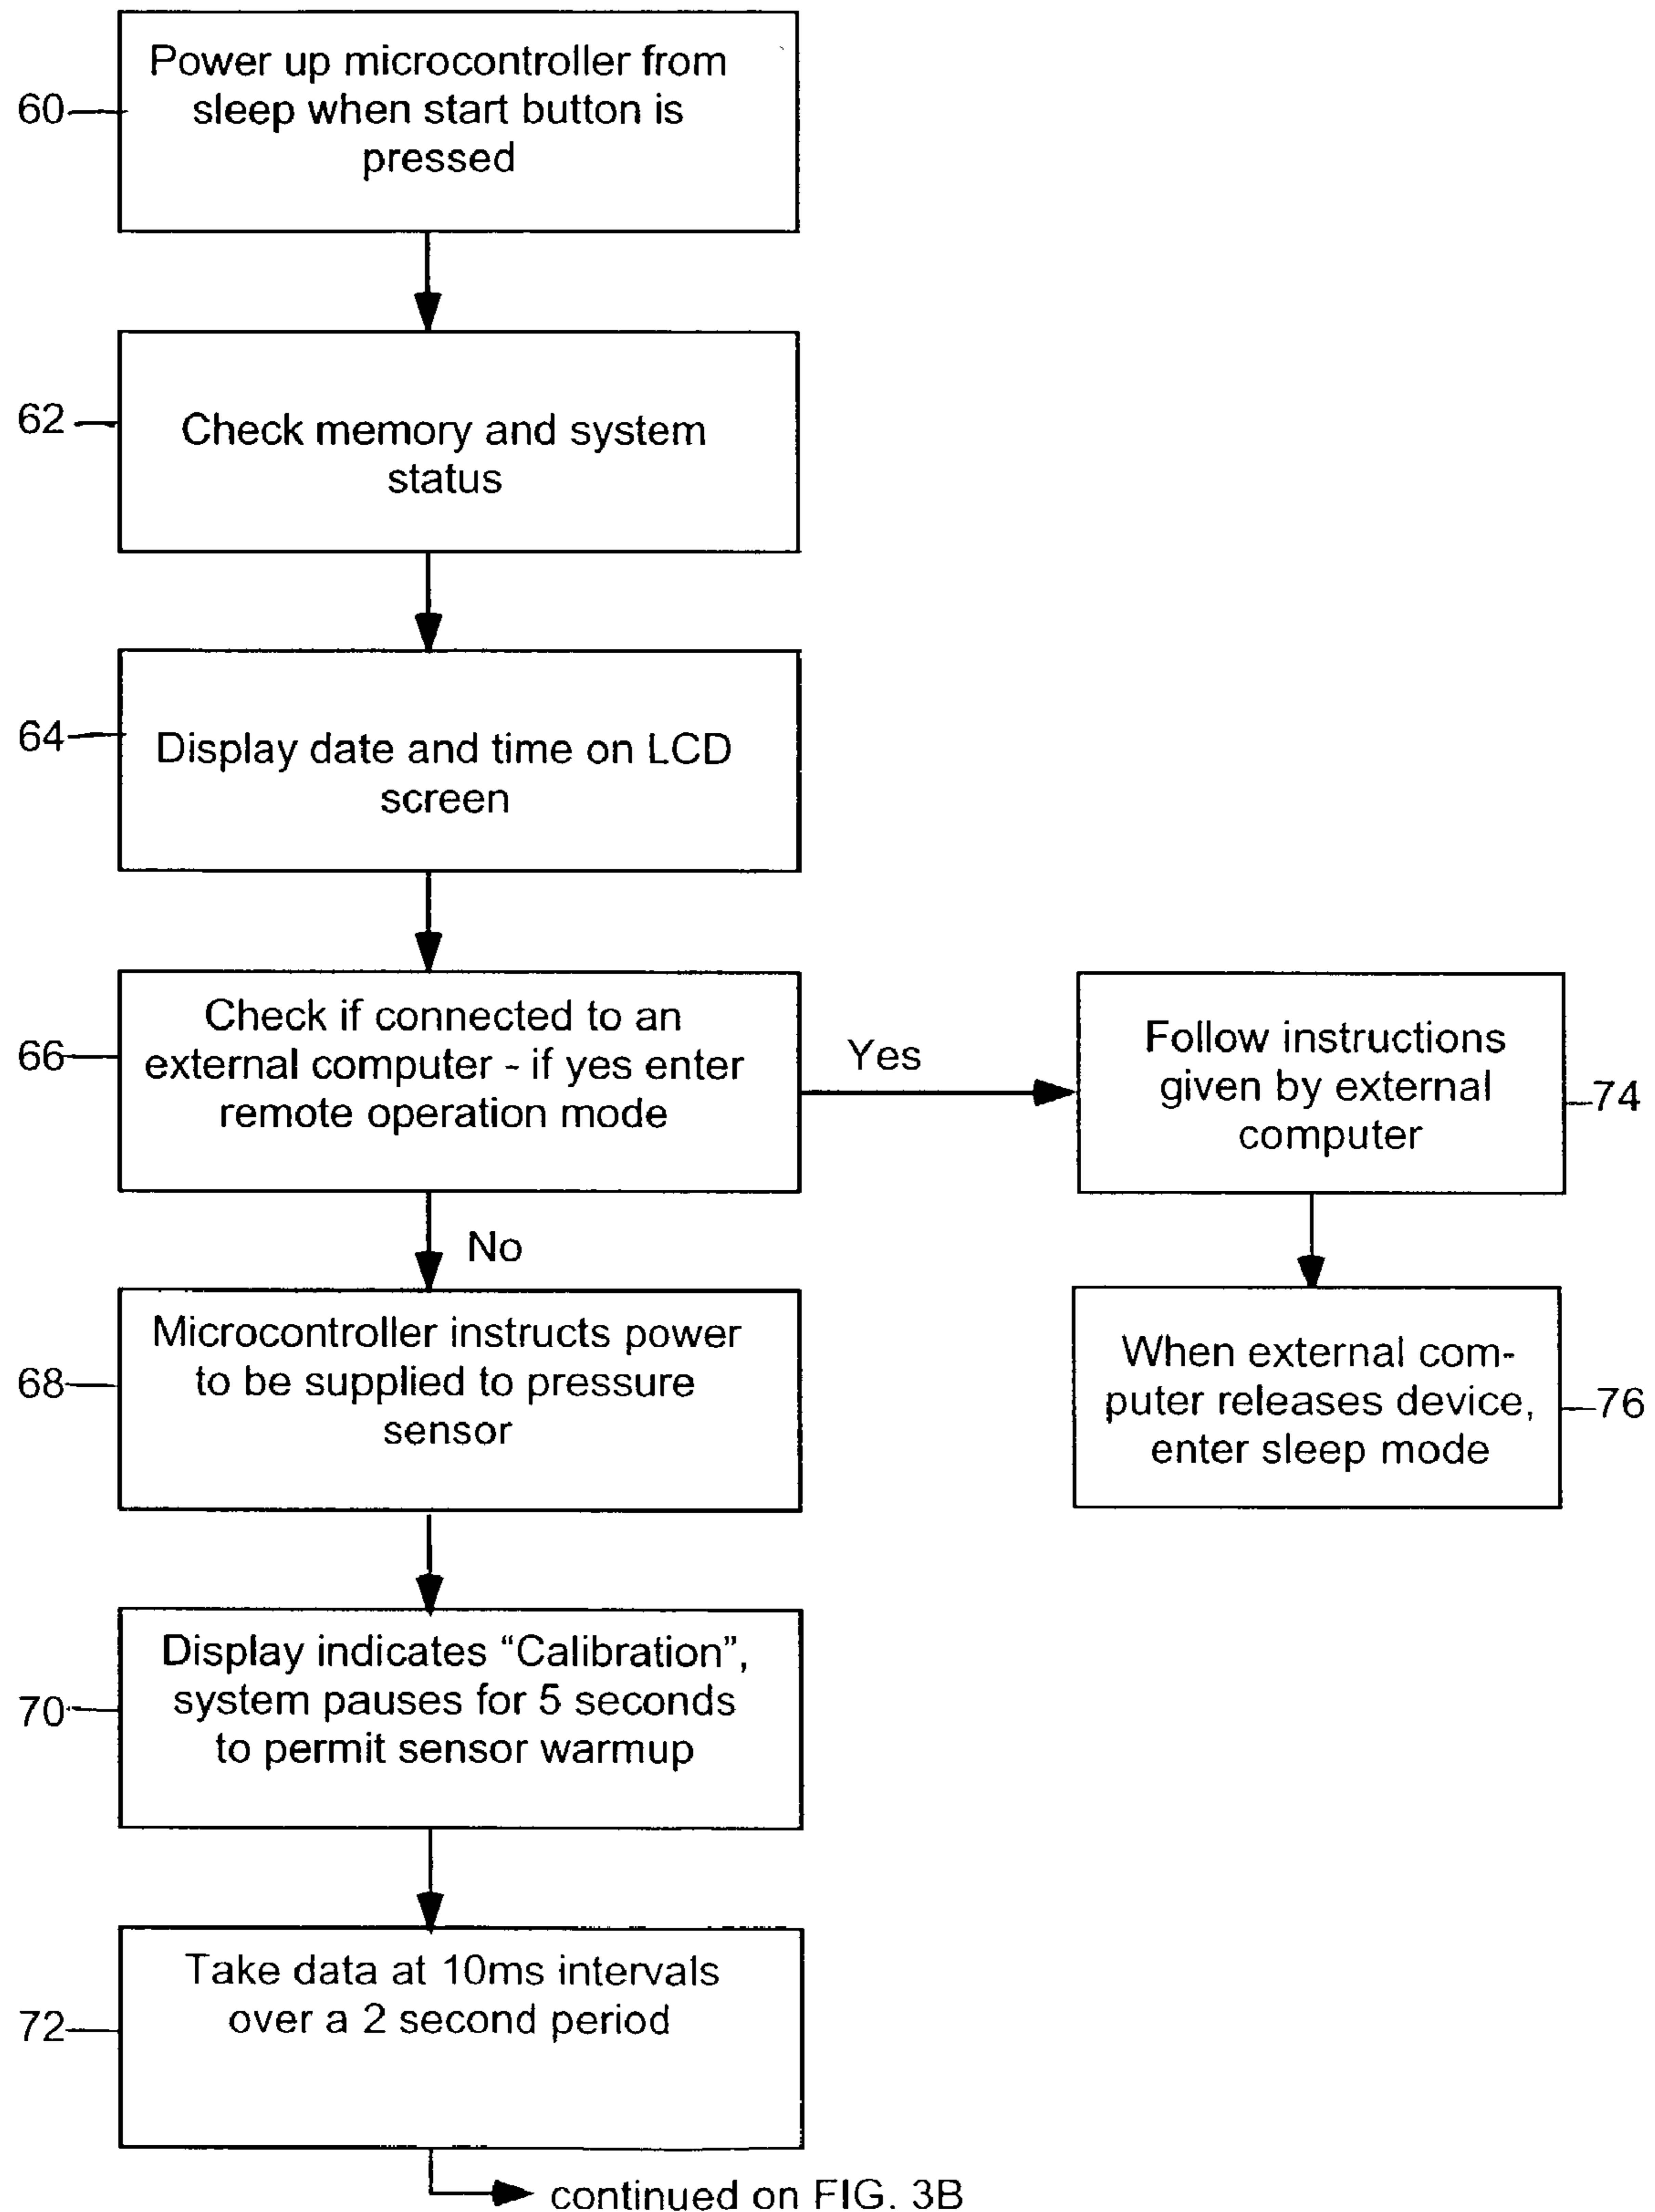 Power up microcontroller from
sleep when start button is
pressed
60
Check memory and system
status
62
Display date and time on LCD
screen
64
Check if connected to an
external computer - if yes enter
remote operation mode
66
Yes
Follow instructions
given by external
computer
74
No
Microcontroller instructs power
to be supplied to pressure
sensor
68
When external com-
puter releases device,
enter sleep mode
76
Display indicates “Calibration”,
system pauses for 5 seconds
to permit sensor warmup
70
Take data at 10ms intervals
over a 2 second period
72
continued on FIG. 3B